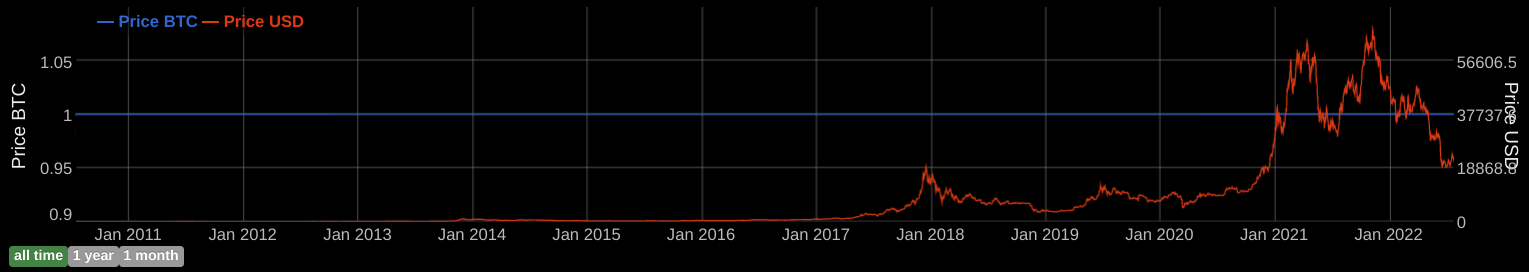 Price BTC Price USD
1.05
1
0.95
0.9
Price BTC
56606.5
18868.8
0
Price USD
Jan 2011 Jan 2012 Jan 2013 Jan 2014 Jan 2015 Jan 2016 Jan 2017 Jan 2018 Jan 2019 Jan 2020 Jan 2021 Jan 2022
all time 1 year 1 month